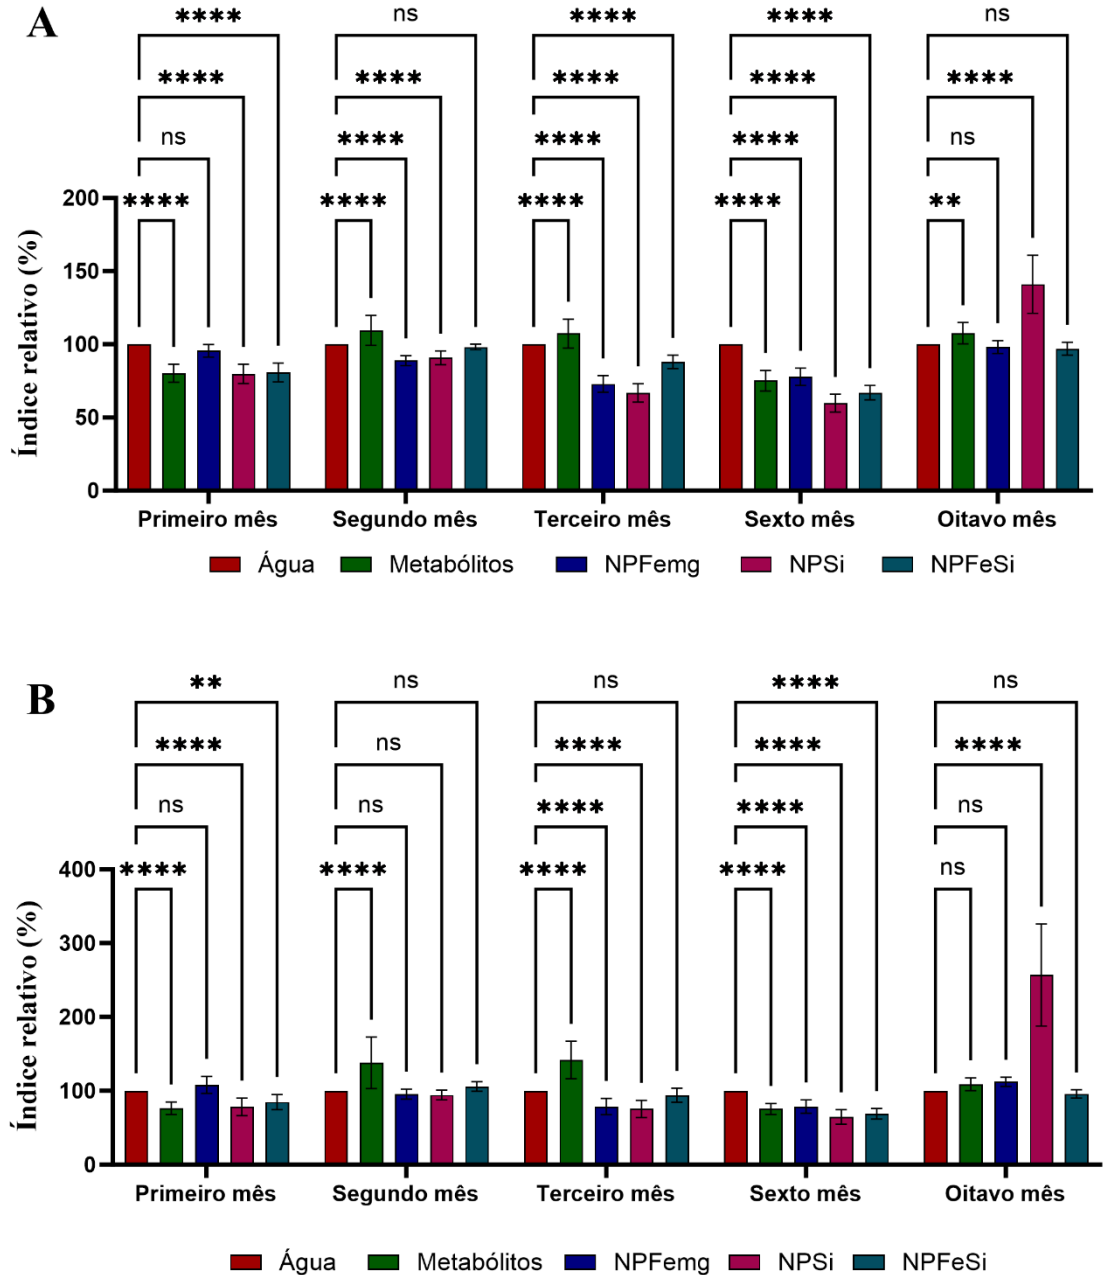 A
**** ns **** **** ns
**** **** **** **** ****
ns **** **** **** ns
**** **** **** **** **
Índice relativo (%)
200
150
100
50
0
Primeiro mês Segundo mês Terceiro mês Sexto mês Oitavo mês
Água Metabólitos NPFemg NPSi NPFeSi
B
** ns ns **** ns
**** ns **** **** ****
ns ns **** **** ns
**** **** **** **** ns
Índice relativo (%)
400
300
200
100
0
Primeiro mês Segundo mês Terceiro mês Sexto mês Oitavo mês
Água Metabólitos NPFemg NPSi NPFeSi